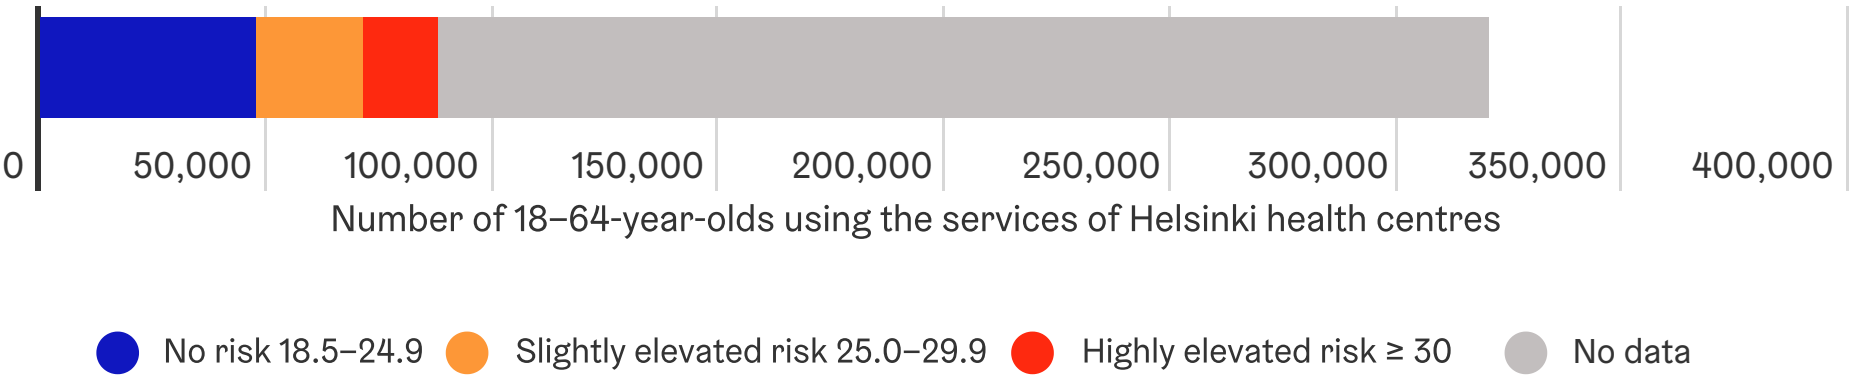 0 50,000 100,000 150,000 200,000 250,000 300,000 350,000 400,000
Number of 18–64-year-olds using the services of Helsinki health centres
No risk 18.5–24.9 Slightly elevated risk 25.0–29.9 Highly elevated risk ≥ 30 No data